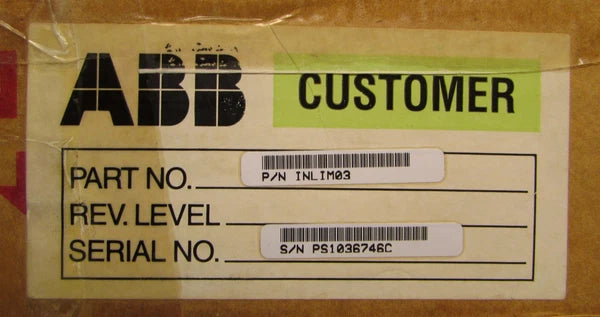 ABB CUSTOMER
PART NO. P/N INLIM03
REV. LEVEL
SERIAL NO. S/N PS1036746C